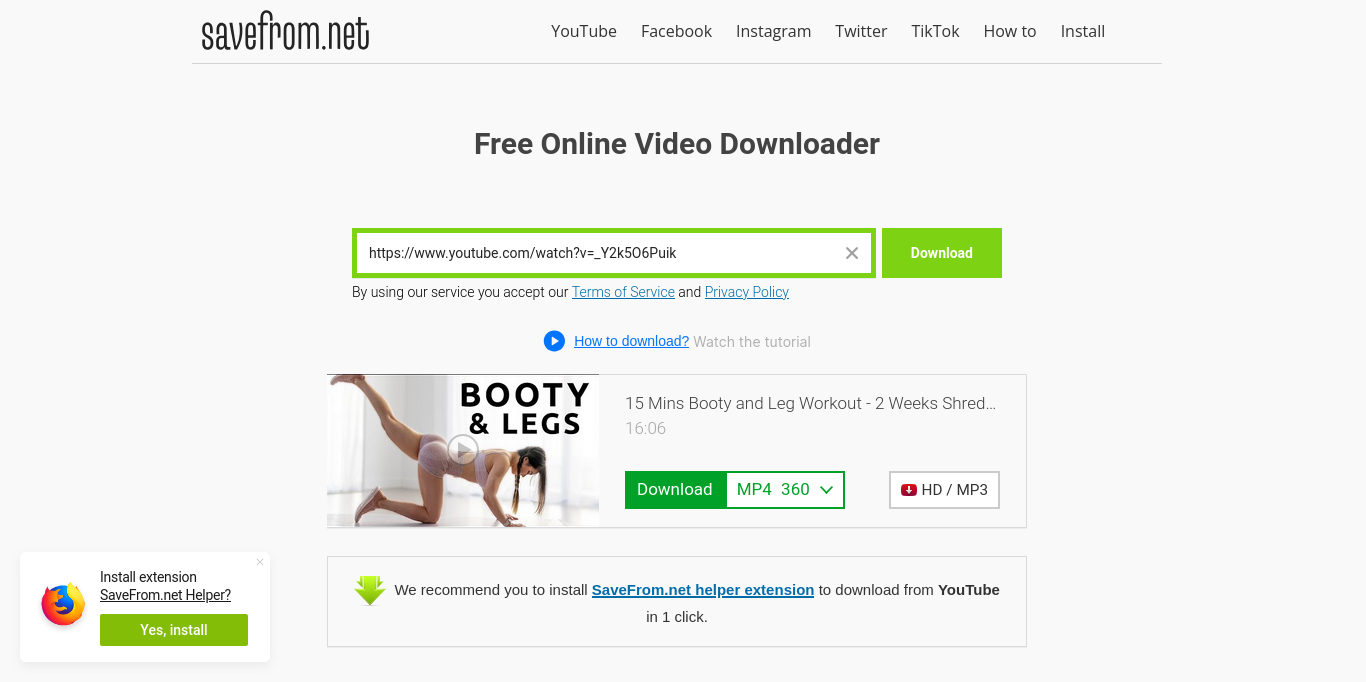 savefrom.net
YouTube Facebook Instagram Twitter TikTok How to Install
Free Online Video Downloader
https://www.youtube.com/watch?v=_Y2k5O6Puik
Download
By using our service you accept our Terms of Service and Privacy Policy
How to download? Watch the tutorial
BOOTY
& LEGS
15 Mins Booty and Leg Workout - 2 Weeks Shred...
16:06
Download MP4 360
HD / MP3
We recommend you to install SaveFrom.net helper extension to download from YouTube
in 1 click.
Install extension
SaveFrom.net Helper?
Yes, install